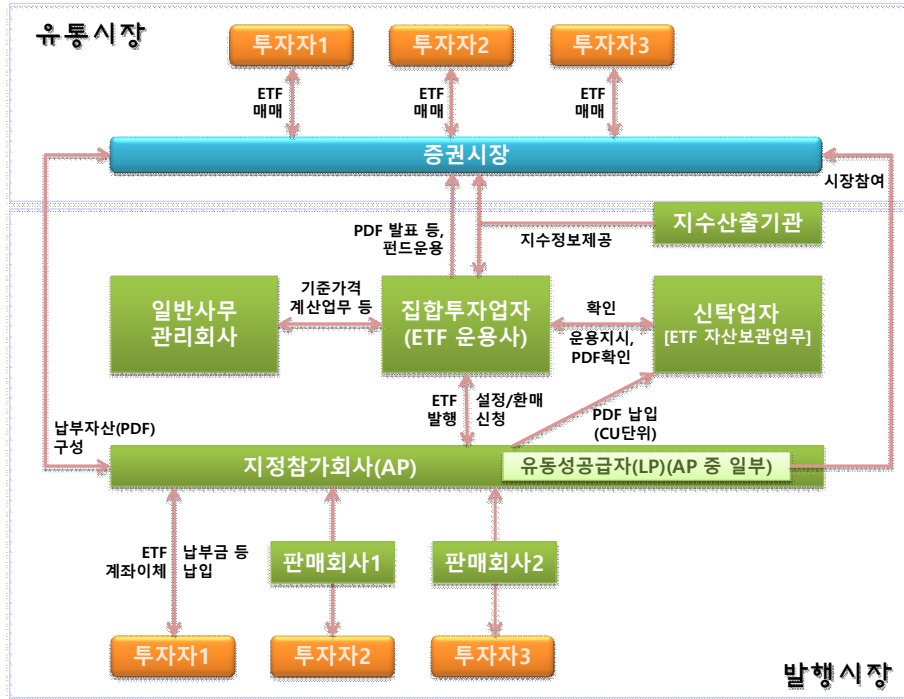 유통시장
투자자1
투자자2
투자자3
ETF
매매
ETF
매매
ETF
매매
증권시장
시장참여
PDF 발표 등,
펀드운용
지수정보제공
지수산출기관
일반사무
관리회사
기준가격
계산업무 등
집합투자업자
(ETF 운용사)
확인
운용지시,
PDF확인
신탁업자
[ETF 자산보관업무]
납부자산(PDF)
구성
ETF
발행
설정/환매
신청
PDF 납입
(CU단위)
지정참가회사(AP)
유동성공급자(LP)(AP 중 일부)
ETF
계좌이체
납부금 등
납입
판매회사1
판매회사2
투자자1
투자자2
투자자3
발행시장